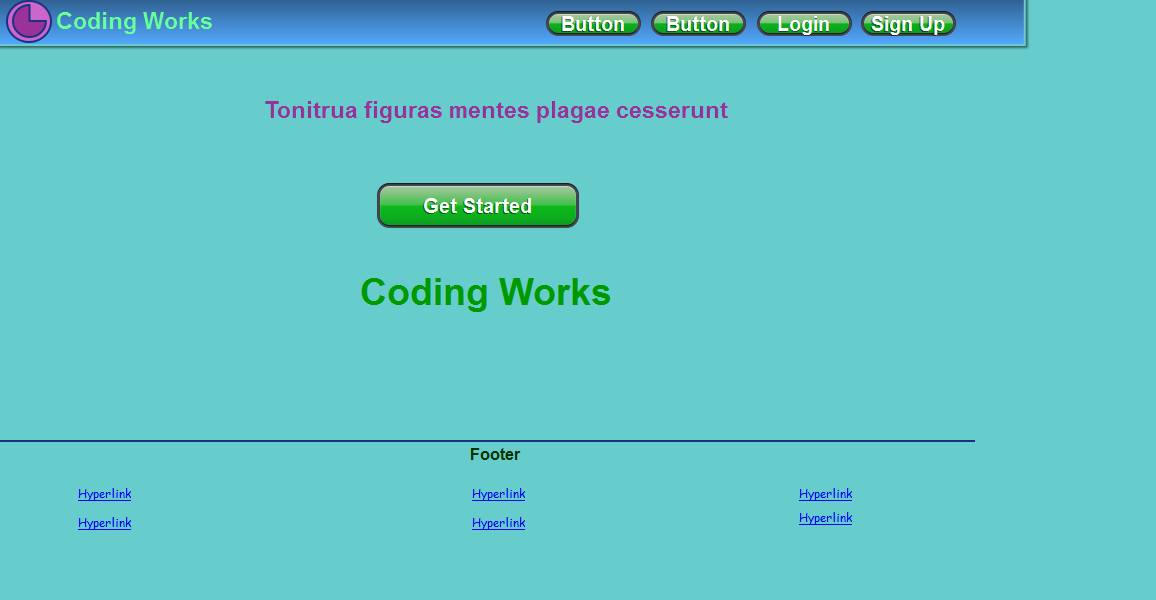 Coding Works Button Button Login Sign Up
Tonitrua figuras mentes plagae cesserunt
Get Started
Coding Works
Footer
Hyperlink Hyperlink Hyperlink
Hyperlink Hyperlink Hyperlink